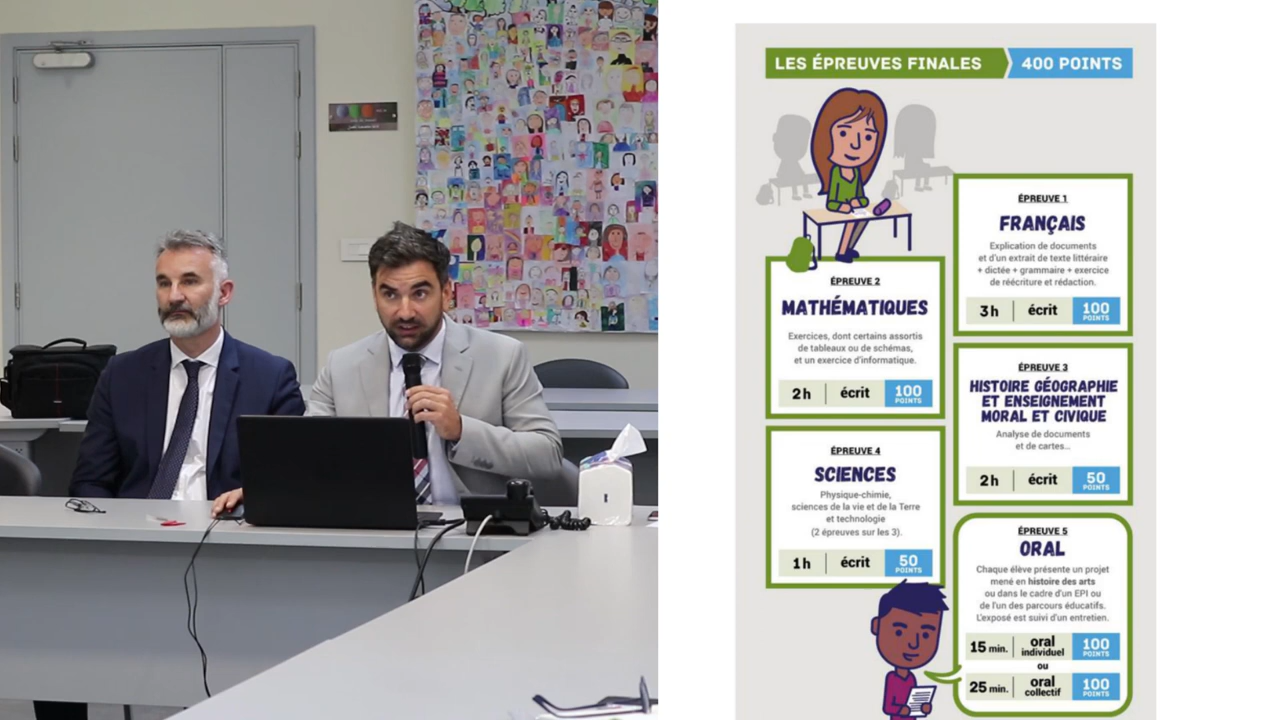 LES ÉPREUVES FINALES 400 POINTS
ÉPREUVE 1
FRANÇAIS
Explication de documents
et d'un extrait de texte littéraire
+ dictée + grammaire + exercice
de réécriture et rédaction.
3h écrit 100 POINTS
ÉPREUVE 2
MATHÉMATIQUES
Exercices, dont certains assortis
de tableaux ou de schémas,
et un exercice d'informatique.
2h écrit 100 POINTS
ÉPREUVE 3
HISTOIRE GÉOGRAPHIE
ET ENSEIGNEMENT
MORAL ET CIVIQUE
Analyse de documents
et de cartes...
2h écrit 50 POINTS
ÉPREUVE 4
SCIENCES
Physique-chimie,
sciences de la vie et de la Terre
et technologie
(2 épreuves sur les 3).
1h écrit 50 POINTS
ÉPREUVE 5
ORAL
Chaque élève présente un projet
mené en histoire des arts
ou dans le cadre d'un EPI ou
de l'un des parcours éducatifs.
L'exposé est suivi d'un entretien.
15 min. oral individuel 100 POINTS
ou
25 min. oral collectif 100 POINTS